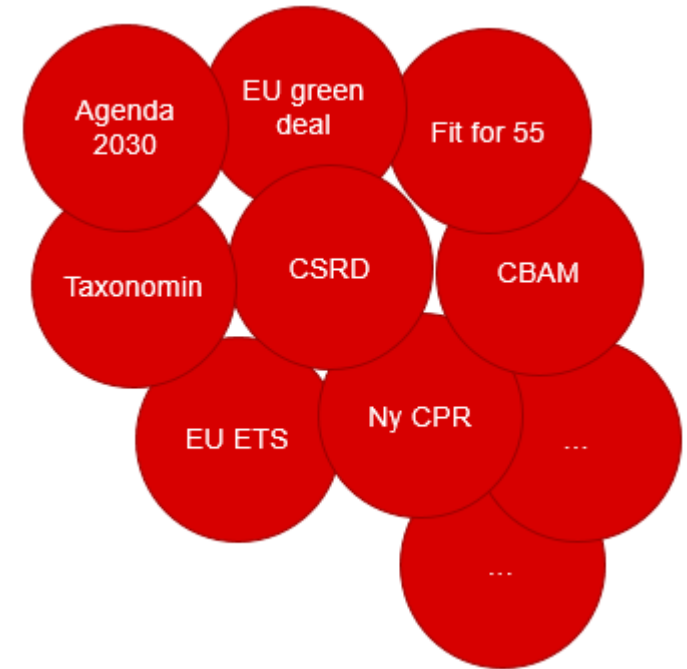 Agenda
2030
EU green
deal
Fit for 55
Taxonomin
CSRD
CBAM
EU ETS
Ny CPR
...
...